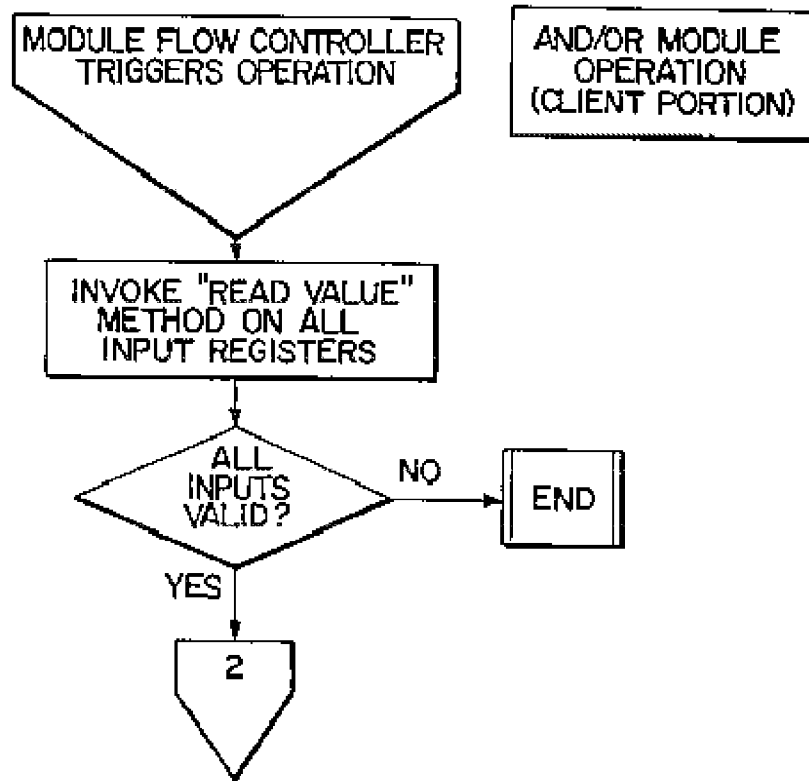 MODULE FLOW CONTROLLER
TRIGGERS OPERATION
AND/OR MODULE
OPERATION
(CLIENT PORTION)
INVOKE "READ VALUE"
METHOD ON ALL
INPUT REGISTERS
ALL
INPUTS
VALID?
NO
END
YES
2